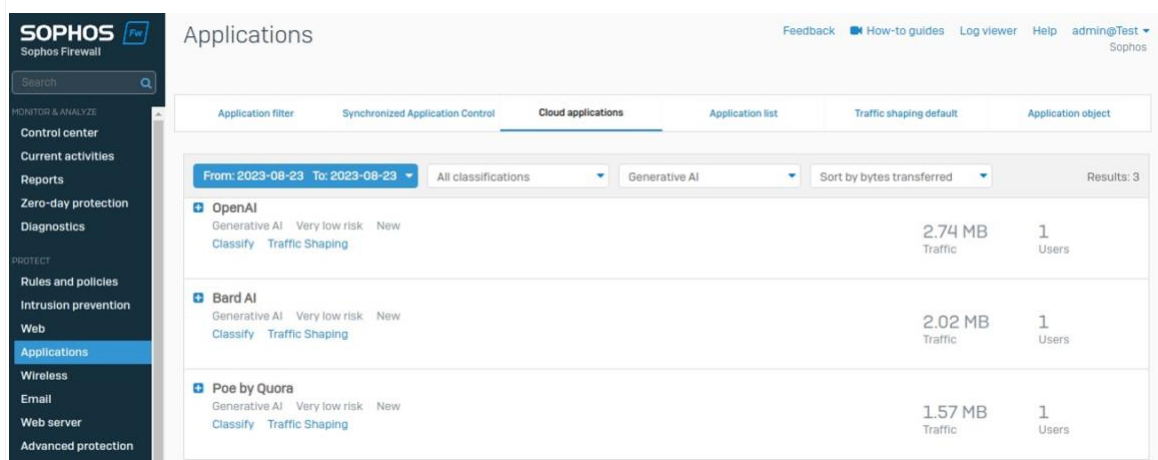 SOPHOS Fw
Sophos Firewall
Search
MONITOR & ANALYZE
Control center
Current activities
Reports
Zero-day protection
Diagnostics
PROTECT
Rules and policies
Intrusion prevention
Web
Applications
Wireless
Email
Web server
Advanced protection
Applications
Feedback How-to guides Log viewer Help admin@Test
Sophos
Application filter Synchronized Application Control Cloud applications Application list Traffic shaping default Application object
From: 2023-08-23 To: 2023-08-23 All classifications Generative AI Sort by bytes transferred Results: 3
OpenAI
Generative AI Very low risk New
Classify Traffic Shaping
2.74 MB 1
Traffic Users
Bard AI
Generative AI Very low risk New
Classify Traffic Shaping
2.02 MB 1
Traffic Users
Poe by Quora
Generative AI Very low risk New
Classify Traffic Shaping
1.57 MB 1
Traffic Users